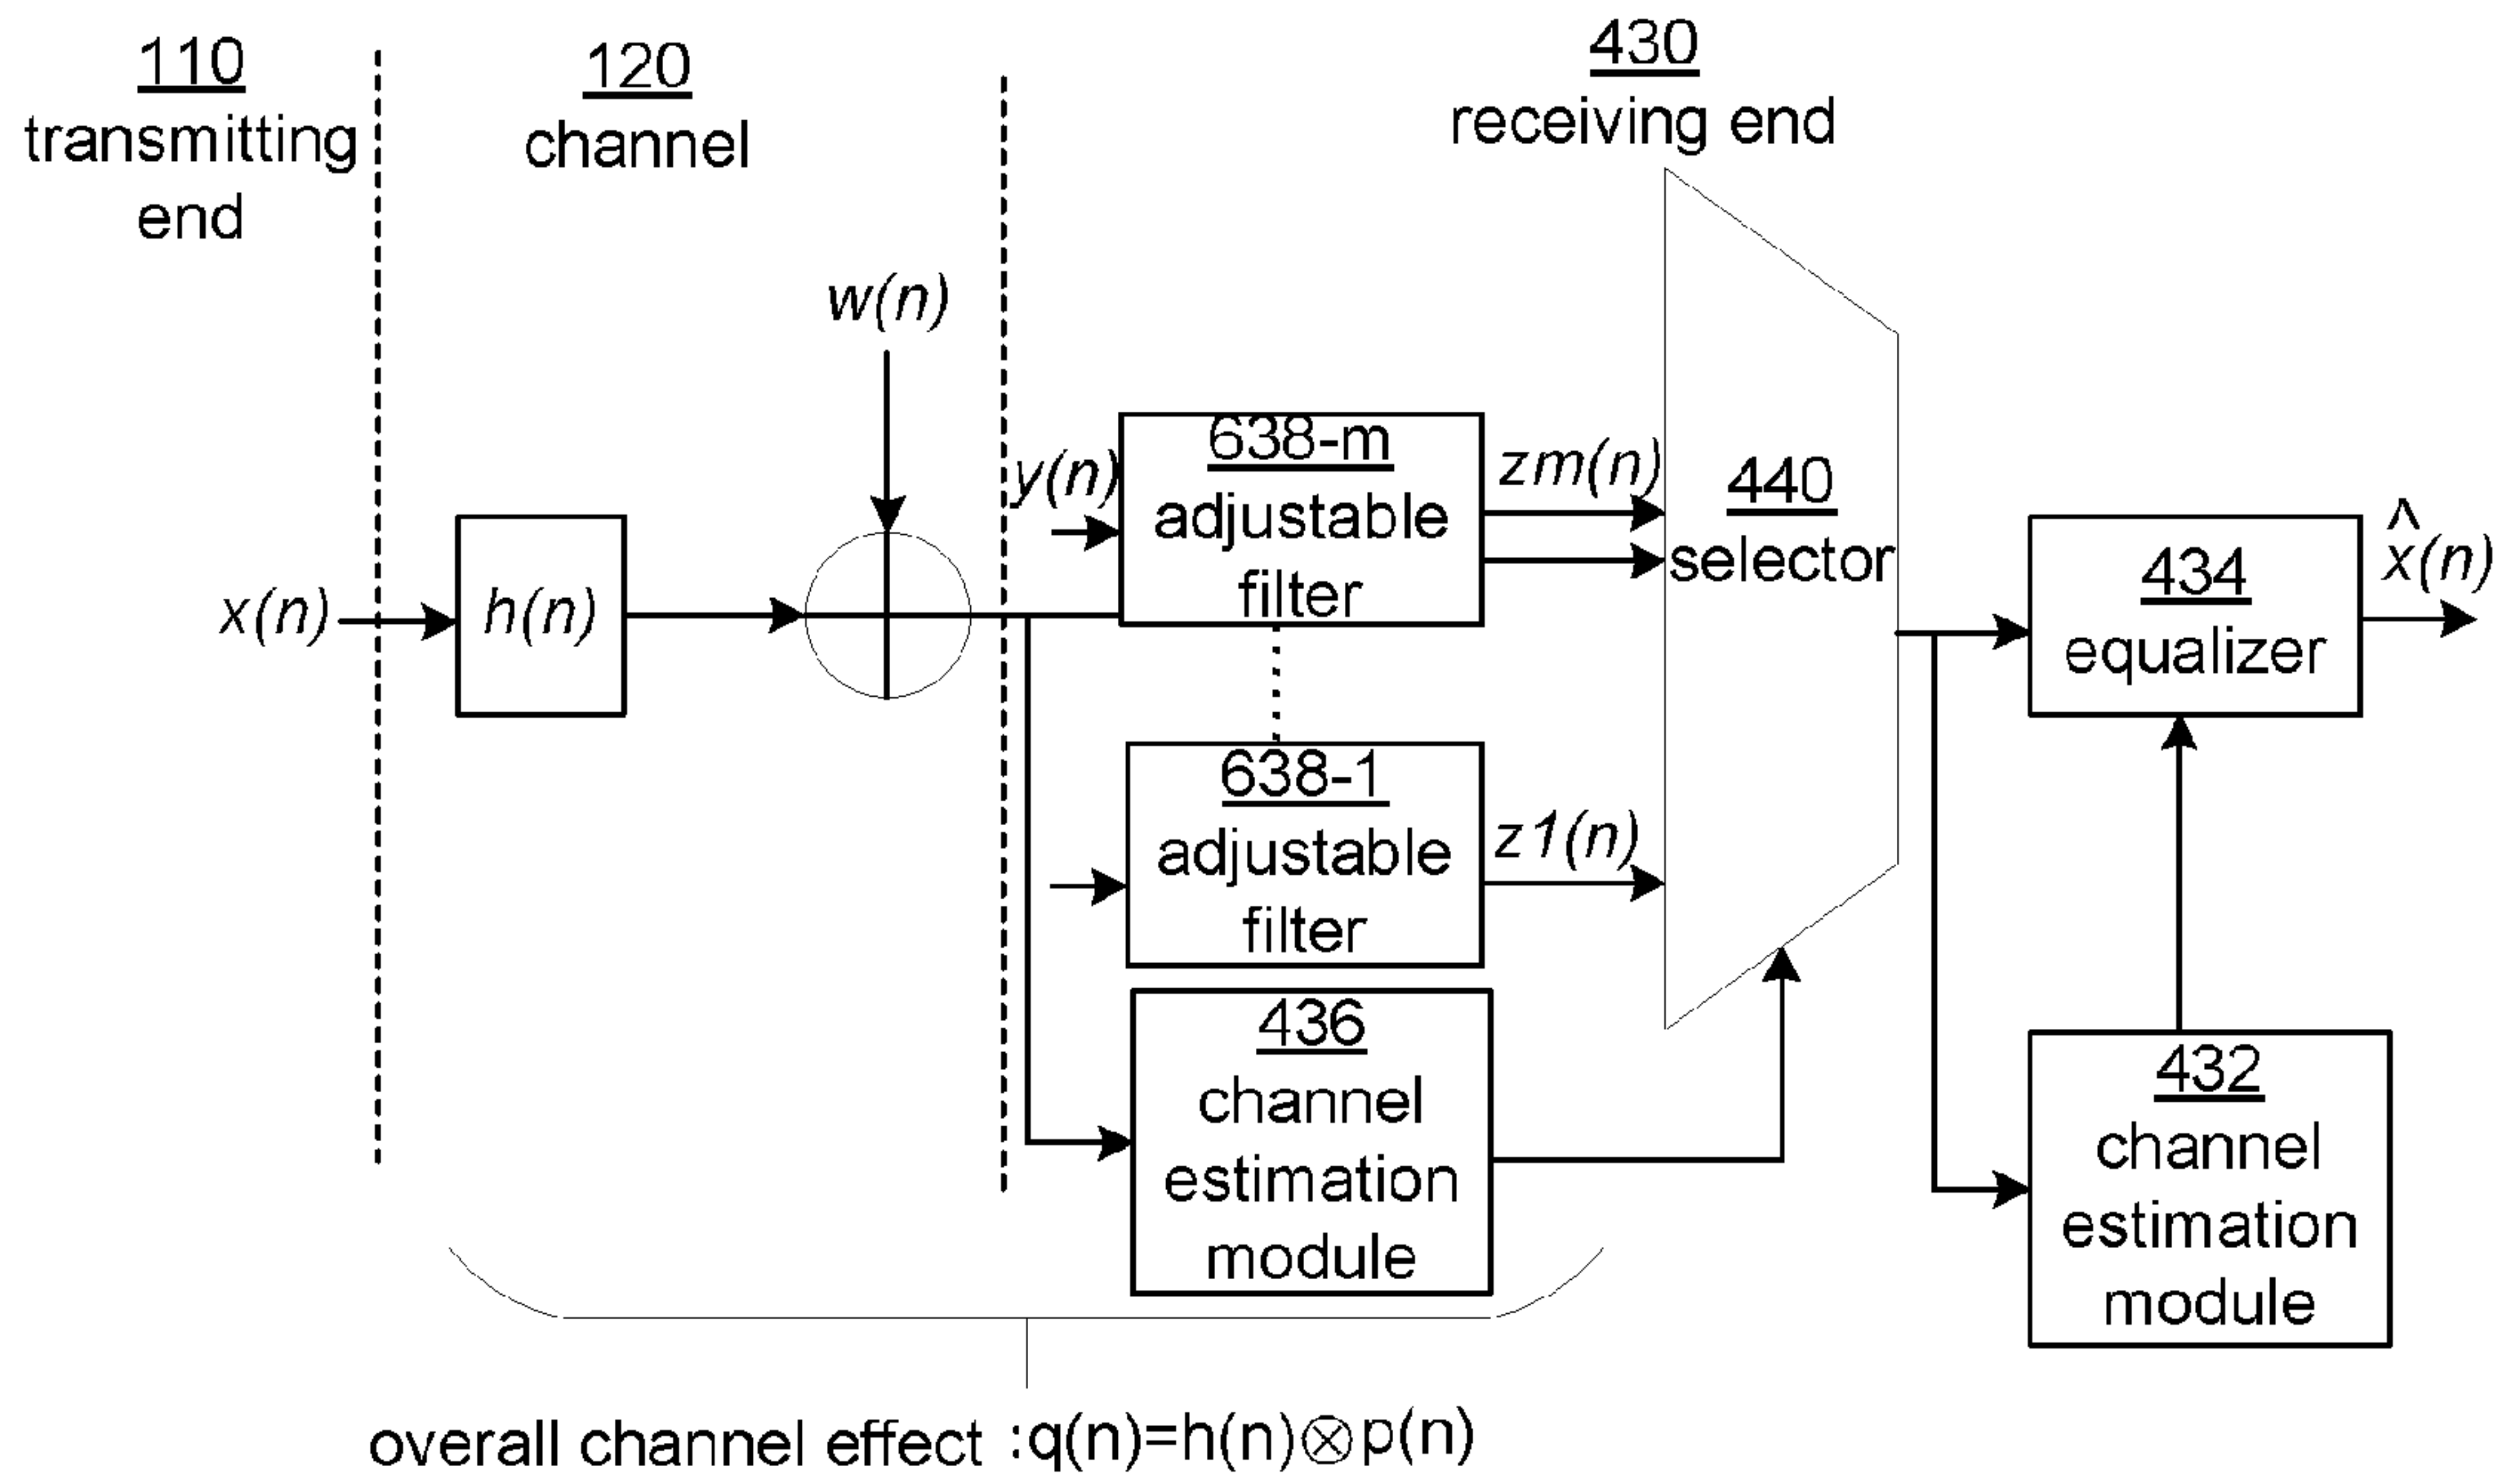 110
transmitting
end
120
channel
430
receiving end
w(n)
x(n)
h(n)
y(n)
638-m
adjustable
filter
zm(n)
638-1
adjustable
filter
z1(n)
440
selector
436
channel
estimation
module
434
equalizer
^
x(n)
432
channel
estimation
module
overall channel effect :q(n)=h(n)⊗p(n)